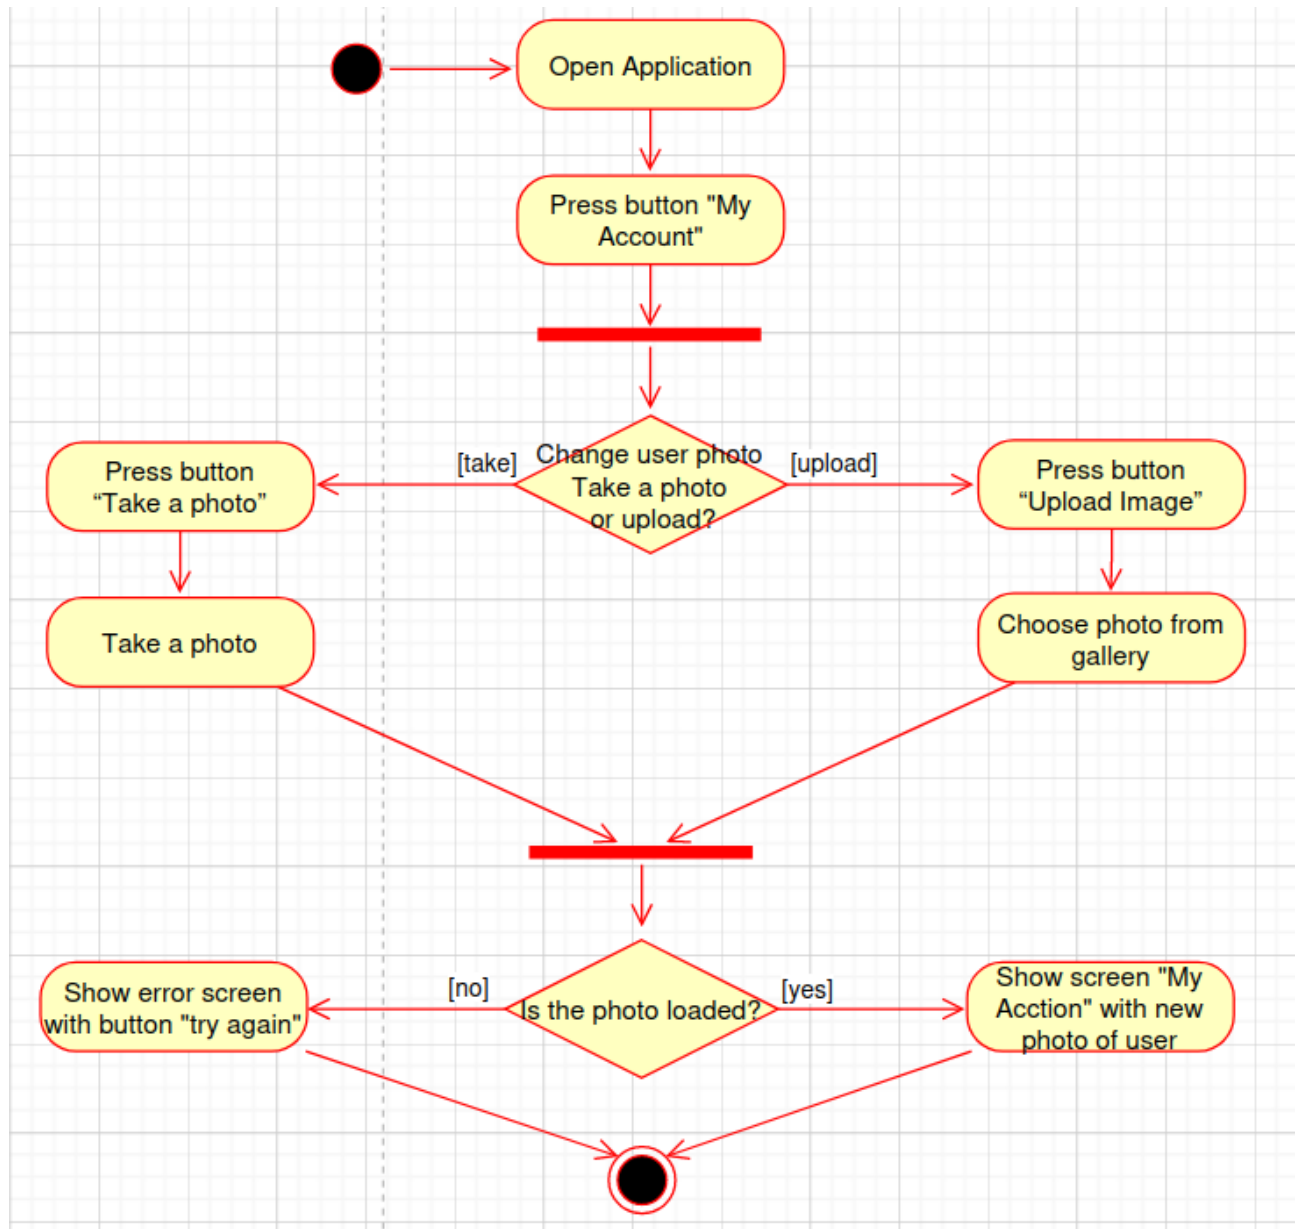 Open Application
Press button "My
Account"
Change user photo
Take a photo
or upload?
[take]
[upload]
Press button
“Take a photo”
Press button
“Upload Image”
Take a photo
Choose photo from
gallery
Is the photo loaded?
[no]
[yes]
Show error screen
with button "try again"
Show screen "My
Acction" with new
photo of user